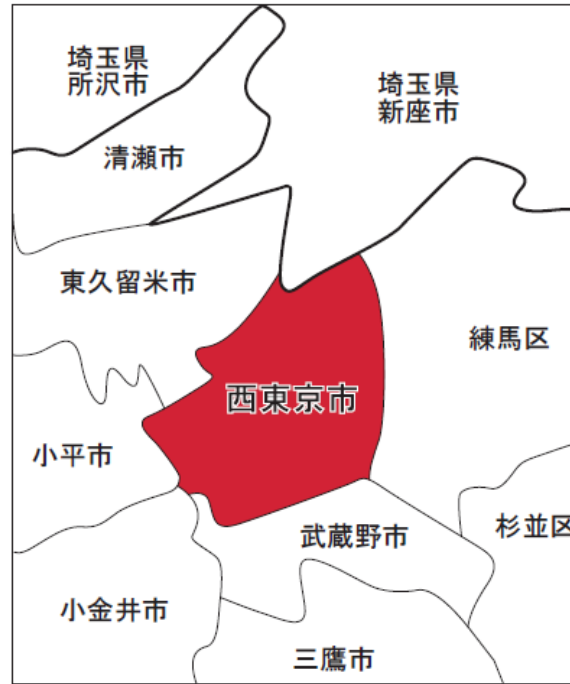 埼玉県
所沢市
埼玉県
新座市
清瀬市
東久留米市
練馬区
西東京市
小平市
武蔵野市
杉並区
小金井市
三鷹市